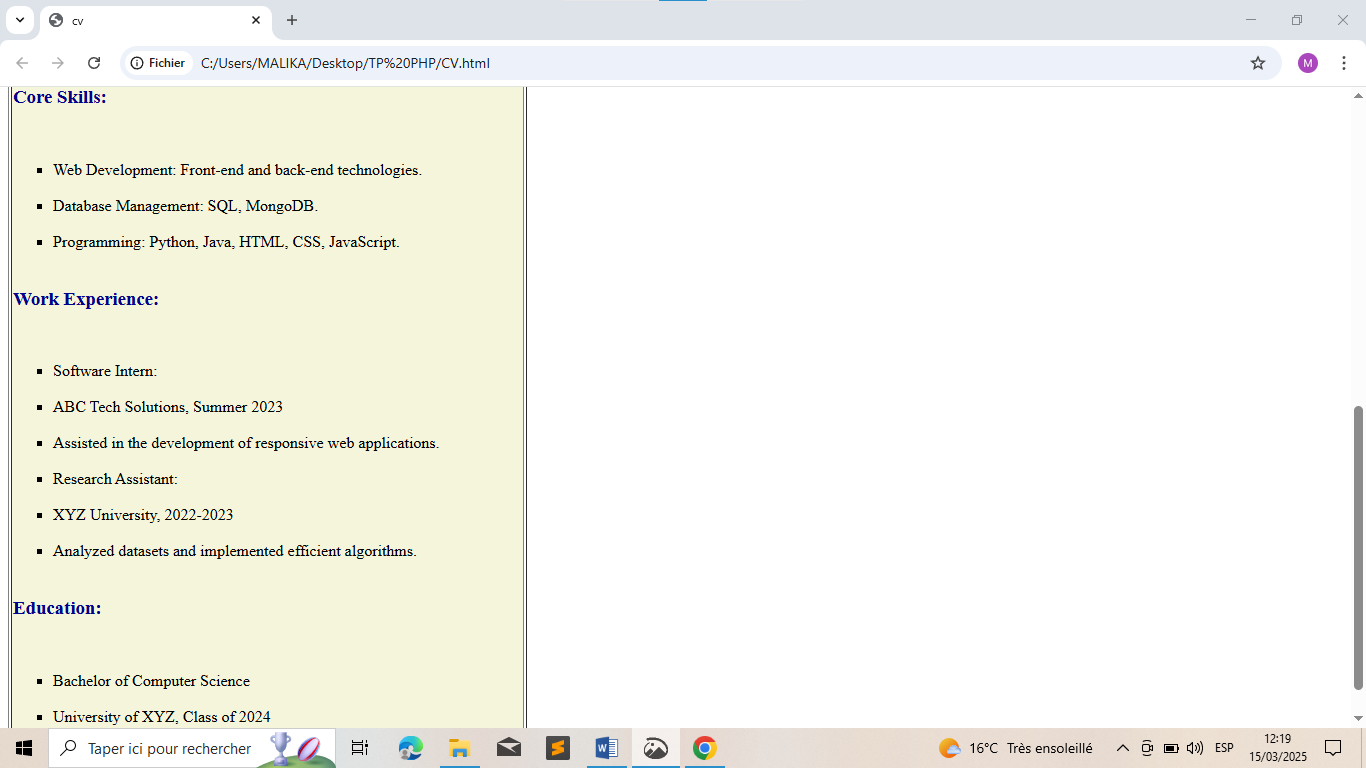 cv
Fichier C:/Users/MALIKA/Desktop/TP%20PHP/CV.html
M
Core Skills:
Web Development: Front-end and back-end technologies.
Database Management: SQL, MongoDB.
Programming: Python, Java, HTML, CSS, JavaScript.
Work Experience:
Software Intern:
ABC Tech Solutions, Summer 2023
Assisted in the development of responsive web applications.
Research Assistant:
XYZ University, 2022-2023
Analyzed datasets and implemented efficient algorithms.
Education:
Bachelor of Computer Science
University of XYZ, Class of 2024
Taper ici pour rechercher
16°C Très ensoleillé
ESP
12:19
15/03/2025